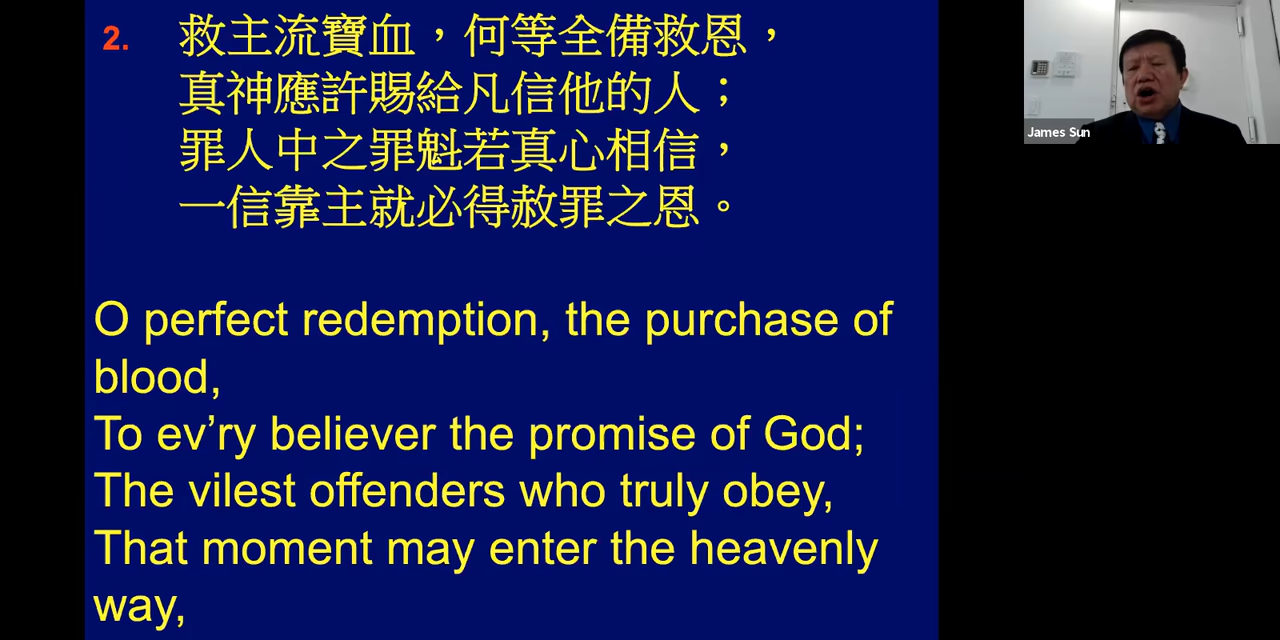 2. 救主流寶血，何等全備救恩，
真神應許賜給凡信他的人；
罪人中之罪魁若真心相信，
一信靠主就必得赦罪之恩。
O perfect redemption, the purchase of
blood,
To ev’ry believer the promise of God;
The vilest offenders who truly obey,
That moment may enter the heavenly
way,
James Sun